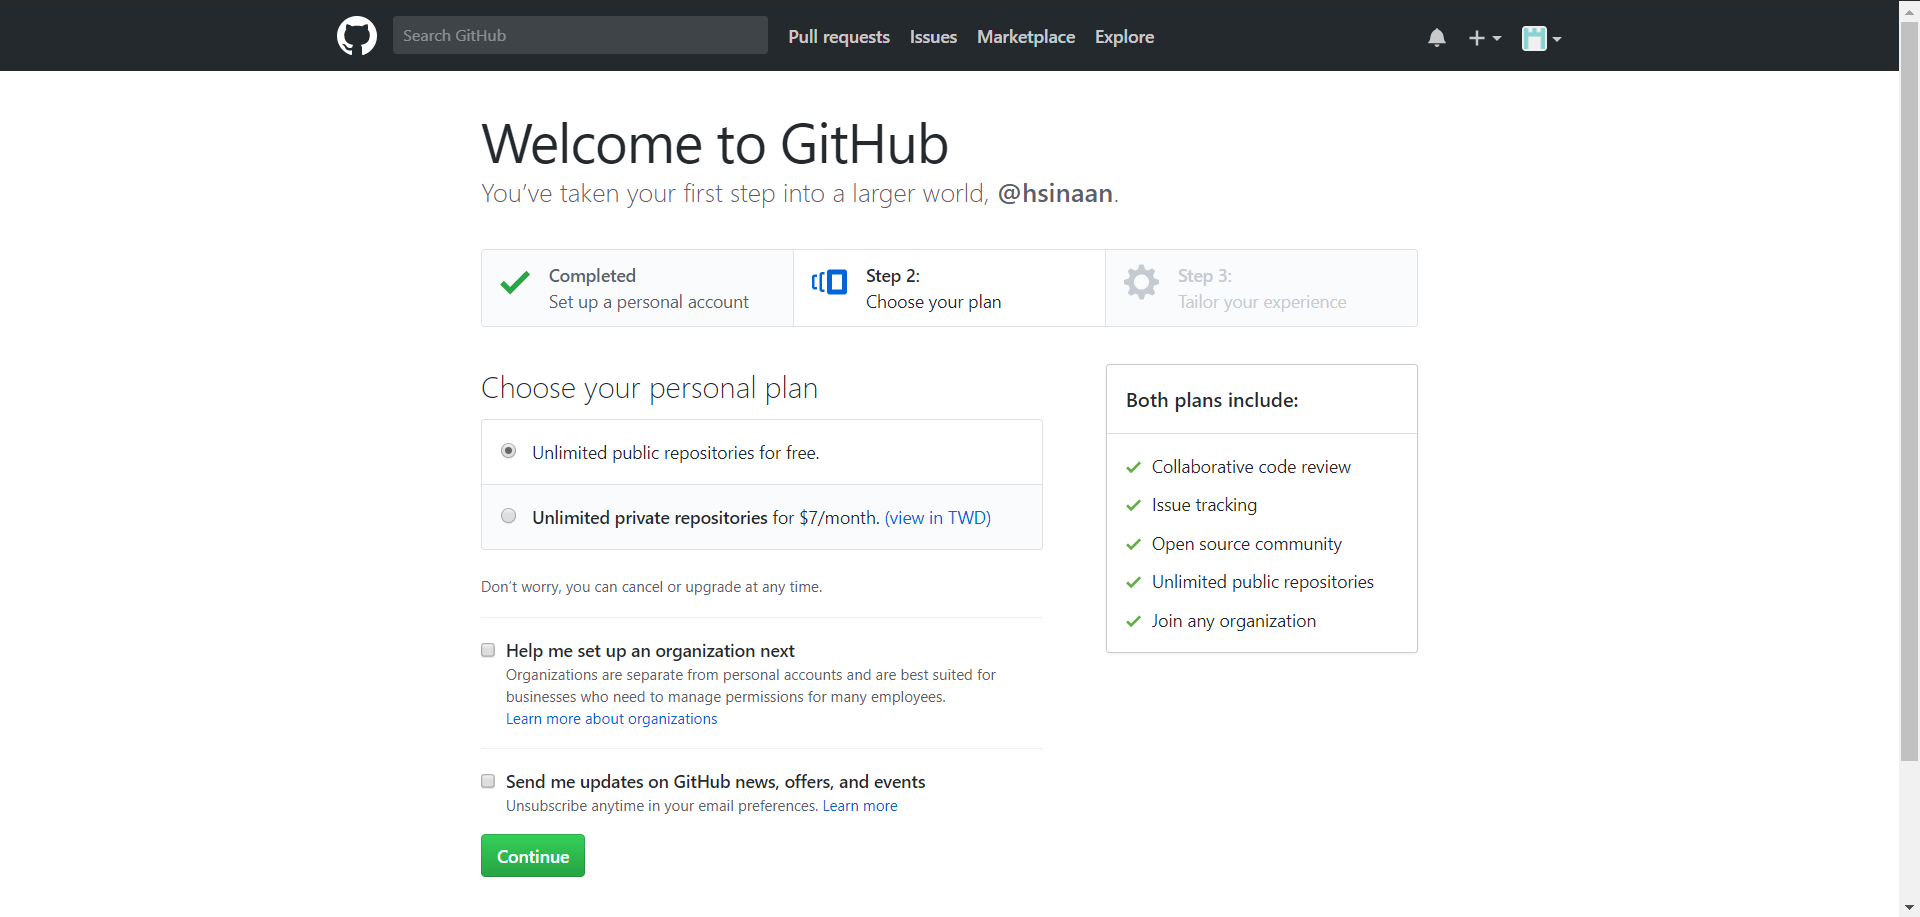 Search GitHub
Pull requests Issues Marketplace Explore
Welcome to GitHub
You’ve taken your first step into a larger world, @hsinaan.
Completed
Set up a personal account
Step 2:
Choose your plan
Step 3:
Tailor your experience
Choose your personal plan
Unlimited public repositories for free.
Unlimited private repositories for $7/month. (view in TWD)
Don’t worry, you can cancel or upgrade at any time.
Help me set up an organization next
Organizations are separate from personal accounts and are best suited for
businesses who need to manage permissions for many employees.
Learn more about organizations
Send me updates on GitHub news, offers, and events
Unsubscribe anytime in your email preferences. Learn more
Continue
Both plans include:
Collaborative code review
Issue tracking
Open source community
Unlimited public repositories
Join any organization